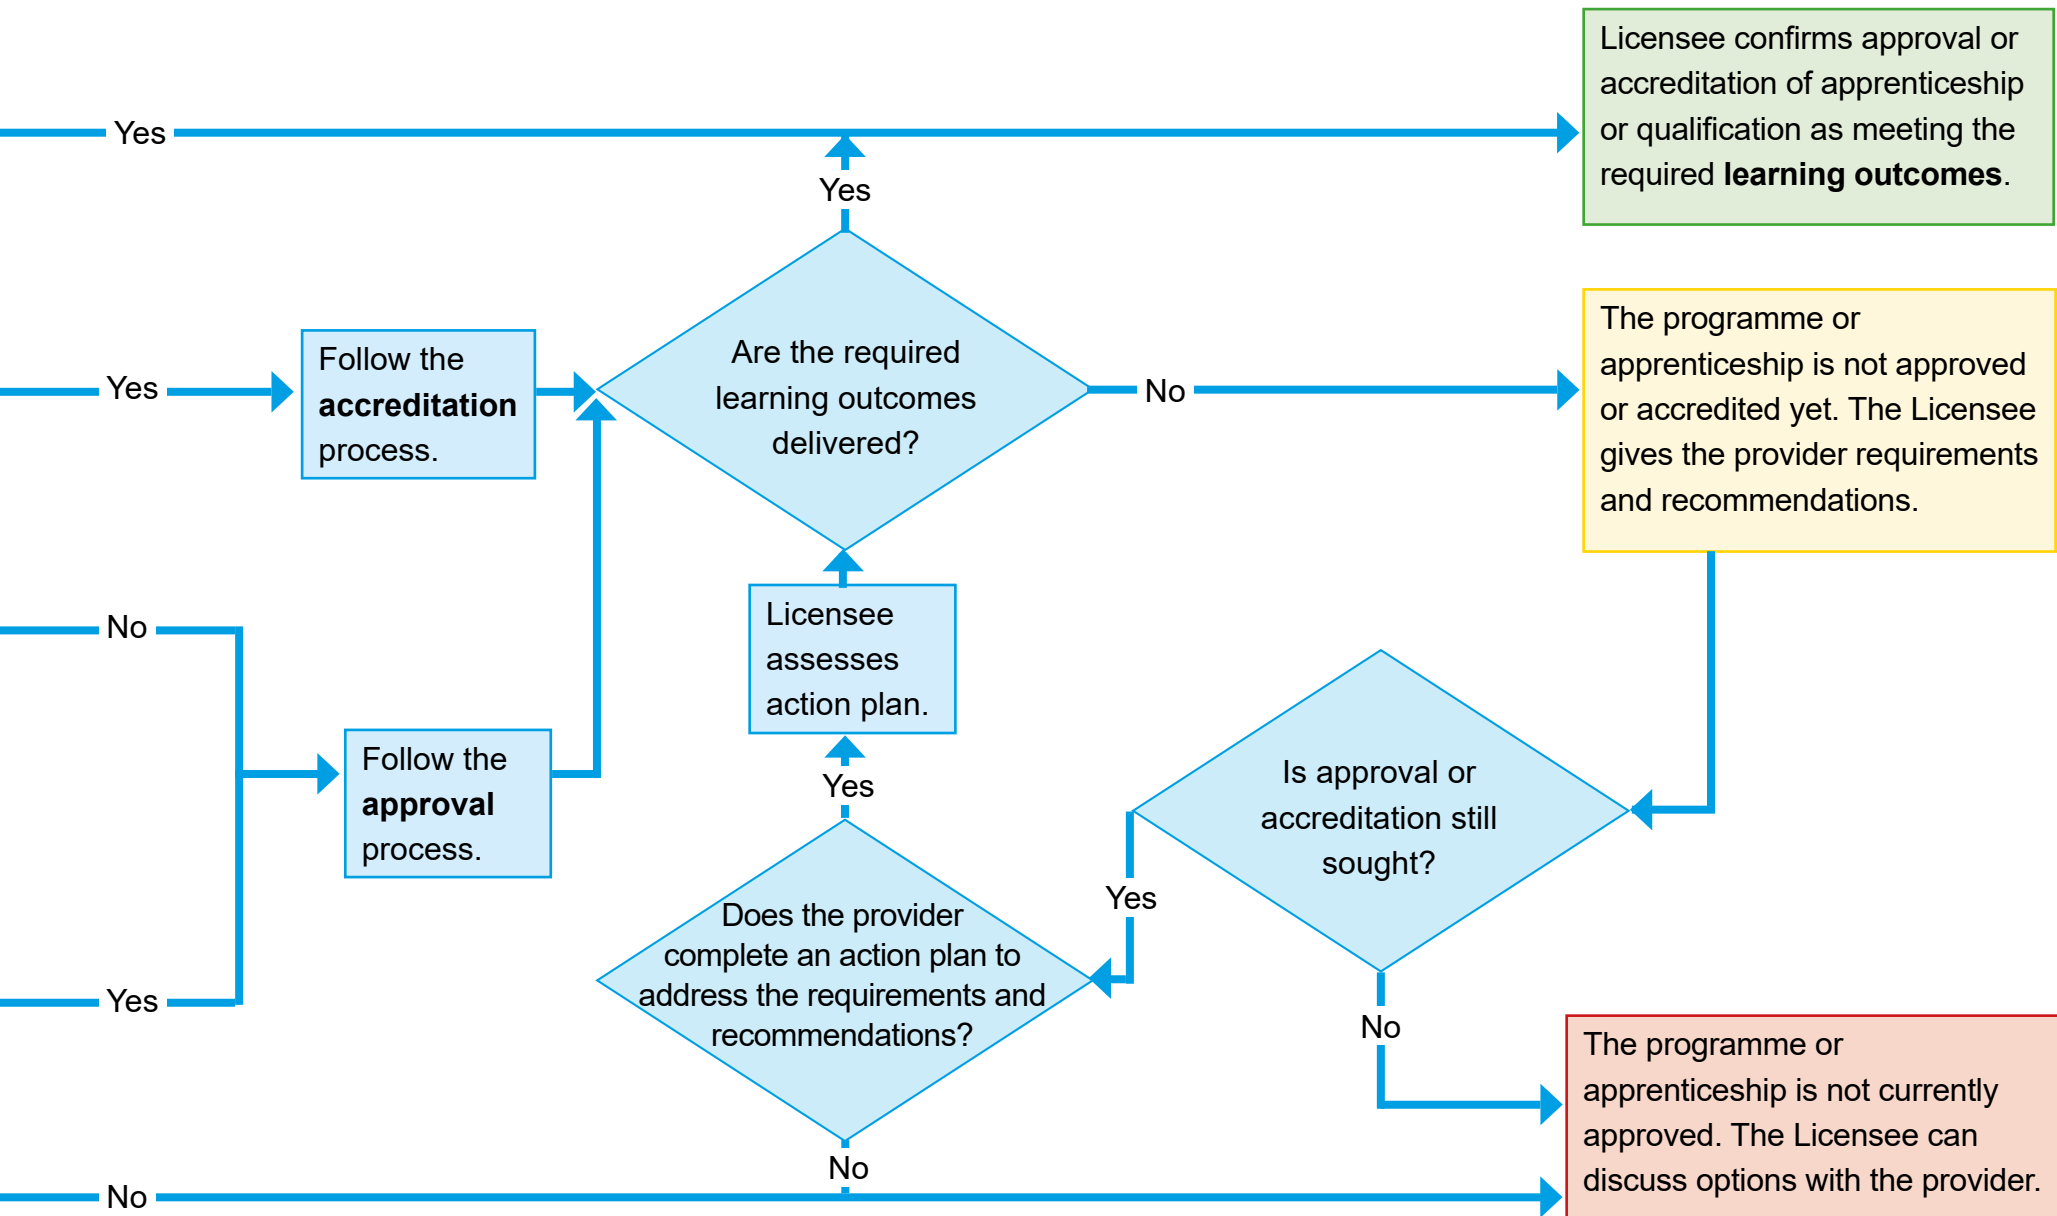 Licensee confirms approval or
accreditation of apprenticeship
or qualification as meeting the
required learning outcomes.
Yes
Yes
Yes
Follow the
accreditation
process.
Are the required
learning outcomes
delivered?
No
The programme or
apprenticeship is not approved
or accredited yet. The Licensee
gives the provider requirements
and recommendations.
No
Licensee
assesses
action plan.
Follow the
approval
process.
Yes
Is approval or
accreditation still
sought?
Yes
Does the provider
complete an action plan to
address the requirements and
recommendations?
Yes
No
The programme or
apprenticeship is not currently
approved. The Licensee can
discuss options with the provider.
No
No